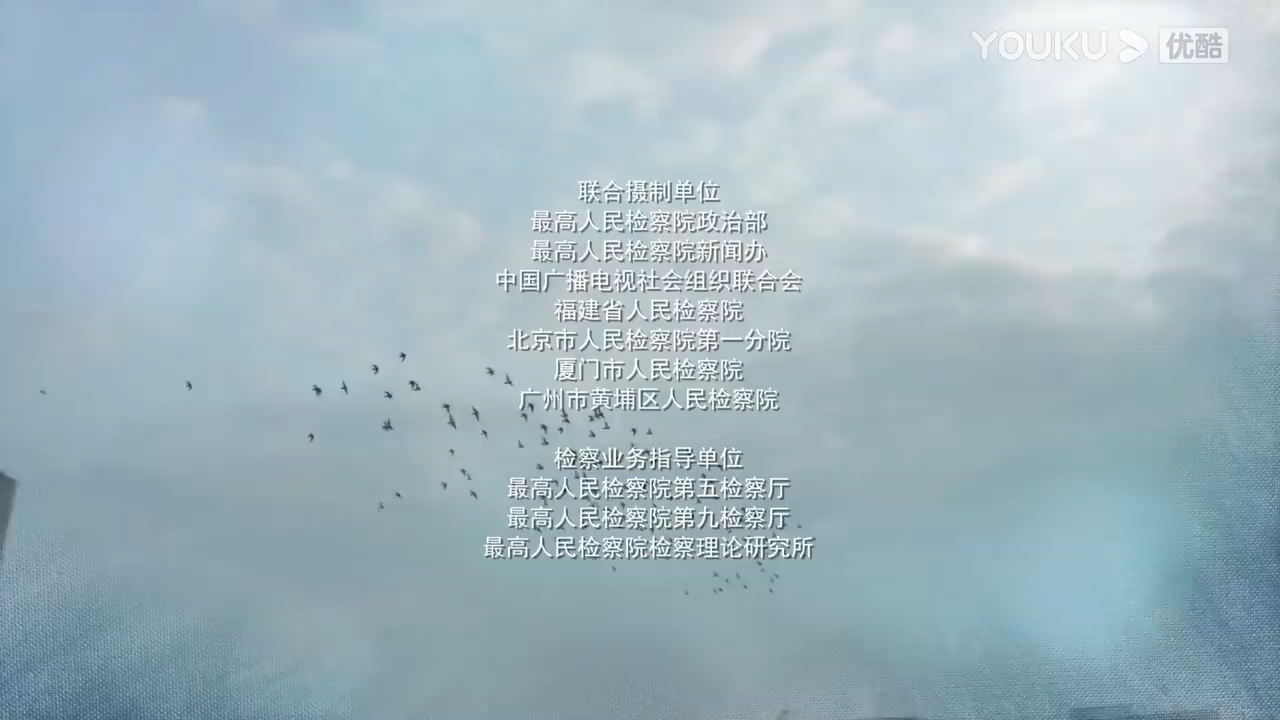 YOUKU 优酷
联合摄制单位
最高人民检察院政治部
最高人民检察院新闻办
中国广播电视社会组织联合会
福建省人民检察院
北京市人民检察院第一分院
厦门市人民检察院
广州市黄埔区人民检察院
检察业务指导单位
最高人民检察院第五检察厅
最高人民检察院第九检察厅
最高人民检察院检察理论研究所